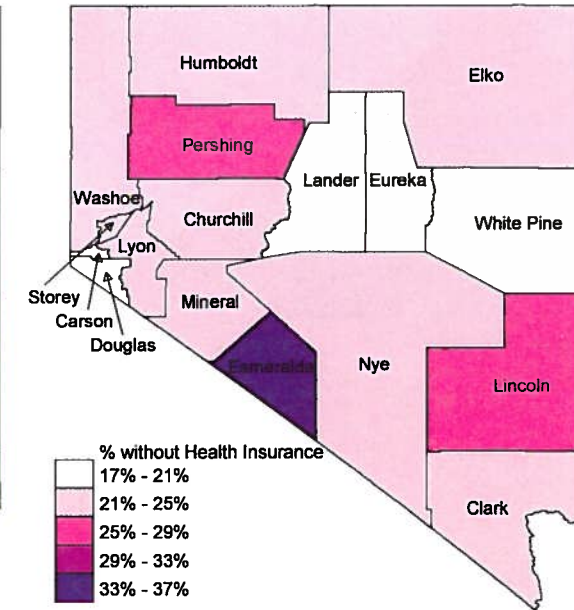 Humboldt
Elko
Pershing
Lander
Eureka
Washoe
Churchill
White Pine
Lyon
Storey
Mineral
Carson
Douglas
Esmeralda
Nye
Lincoln
% without Health Insurance
17% - 21%
21% - 25%
25% - 29%
29% - 33%
33% - 37%
Clark